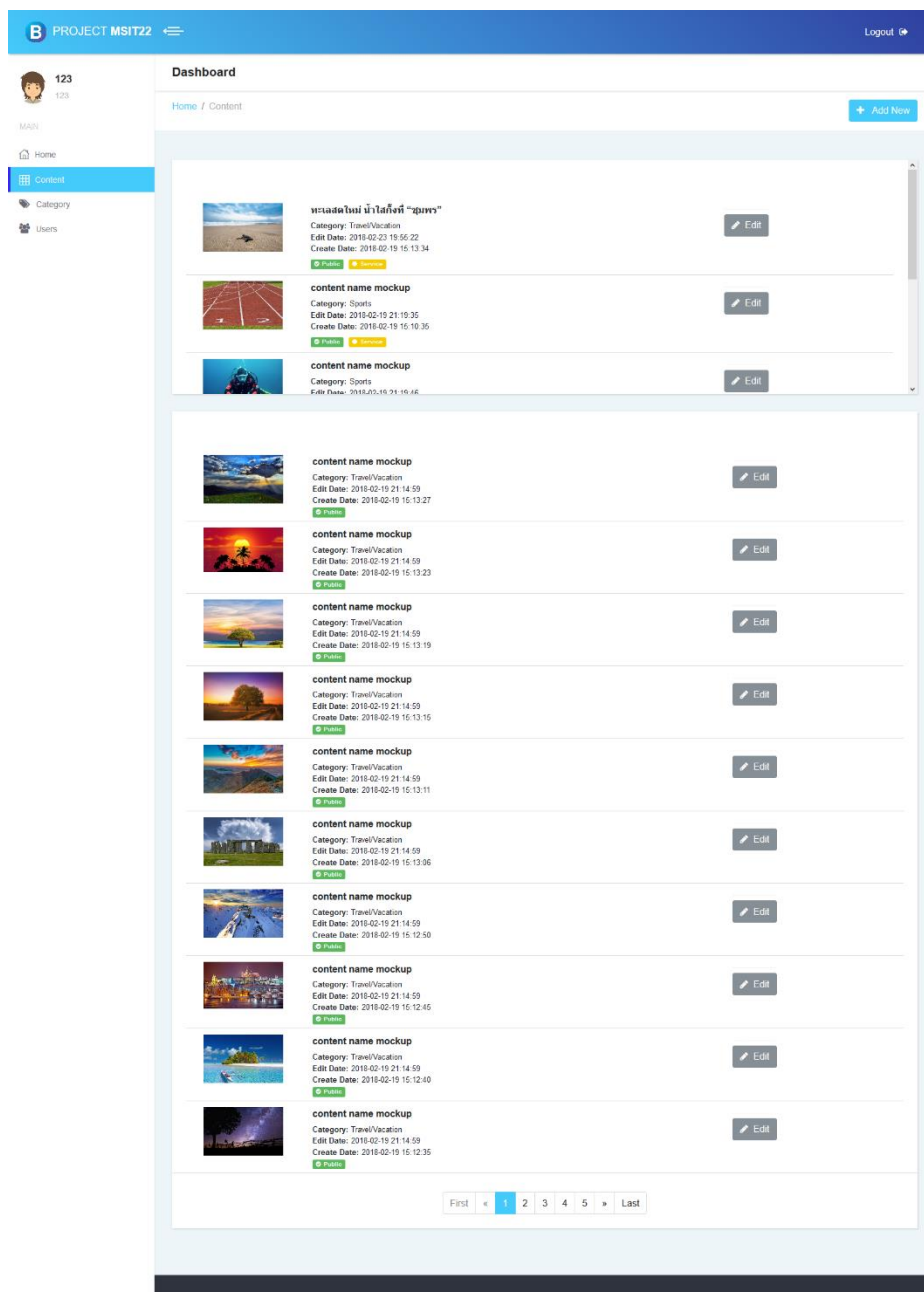 B PROJECT MSIT22
Logout
123
123
MAIN
Home
Content
Category
Users
Dashboard
Home / Content
Add New
ทะเลสดใหม่ น้ำใสกิ๊งที่ “ชุมพร”
Category: Travel/Vacation
Edit Date: 2018-02-23 19:55:22
Create Date: 2018-02-19 15:13:34
Public Service
Edit
content name mockup
Category: Sports
Edit Date: 2018-02-19 21:19:35
Create Date: 2018-02-19 15:10:35
Public Service
Edit
content name mockup
Category: Sports
Edit Date: 2018-02-19 21:19:46
Edit
content name mockup
Category: Travel/Vacation
Edit Date: 2018-02-19 21:14:59
Create Date: 2018-02-19 15:13:27
Public
Edit
content name mockup
Category: Travel/Vacation
Edit Date: 2018-02-19 21:14:59
Create Date: 2018-02-19 15:13:23
Public
Edit
content name mockup
Category: Travel/Vacation
Edit Date: 2018-02-19 21:14:59
Create Date: 2018-02-19 15:13:19
Public
Edit
content name mockup
Category: Travel/Vacation
Edit Date: 2018-02-19 21:14:59
Create Date: 2018-02-19 15:13:15
Public
Edit
content name mockup
Category: Travel/Vacation
Edit Date: 2018-02-19 21:14:59
Create Date: 2018-02-19 15:13:11
Public
Edit
content name mockup
Category: Travel/Vacation
Edit Date: 2018-02-19 21:14:59
Create Date: 2018-02-19 15:13:06
Public
Edit
content name mockup
Category: Travel/Vacation
Edit Date: 2018-02-19 21:14:59
Create Date: 2018-02-19 15:12:50
Public
Edit
content name mockup
Category: Travel/Vacation
Edit Date: 2018-02-19 21:14:59
Create Date: 2018-02-19 15:12:45
Public
Edit
content name mockup
Category: Travel/Vacation
Edit Date: 2018-02-19 21:14:59
Create Date: 2018-02-19 15:12:40
Public
Edit
content name mockup
Category: Travel/Vacation
Edit Date: 2018-02-19 21:14:59
Create Date: 2018-02-19 15:12:35
Public
Edit
First « 1 2 3 4 5 » Last